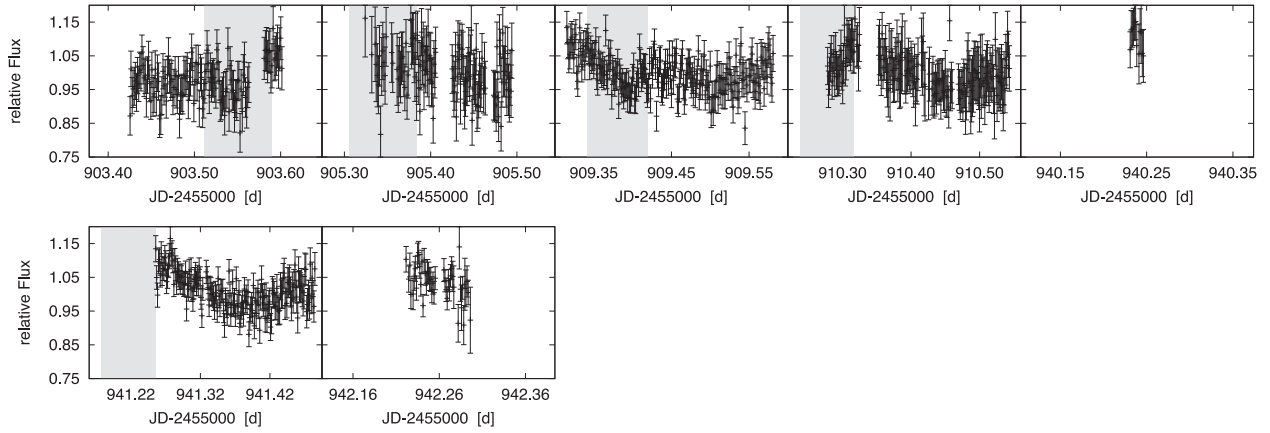 relative Flux
1.15
1.05
0.95
0.85
0.75
903.40 903.50 903.60
905.30 905.40 905.50
909.35 909.45 909.55
910.30 910.40 910.50
940.15 940.25 940.35
JD-2455000 [d]
JD-2455000 [d]
JD-2455000 [d]
JD-2455000 [d]
JD-2455000 [d]
relative Flux
1.15
1.05
0.95
0.85
0.75
941.22 941.32 941.42
942.16 942.26 942.36
JD-2455000 [d]
JD-2455000 [d]